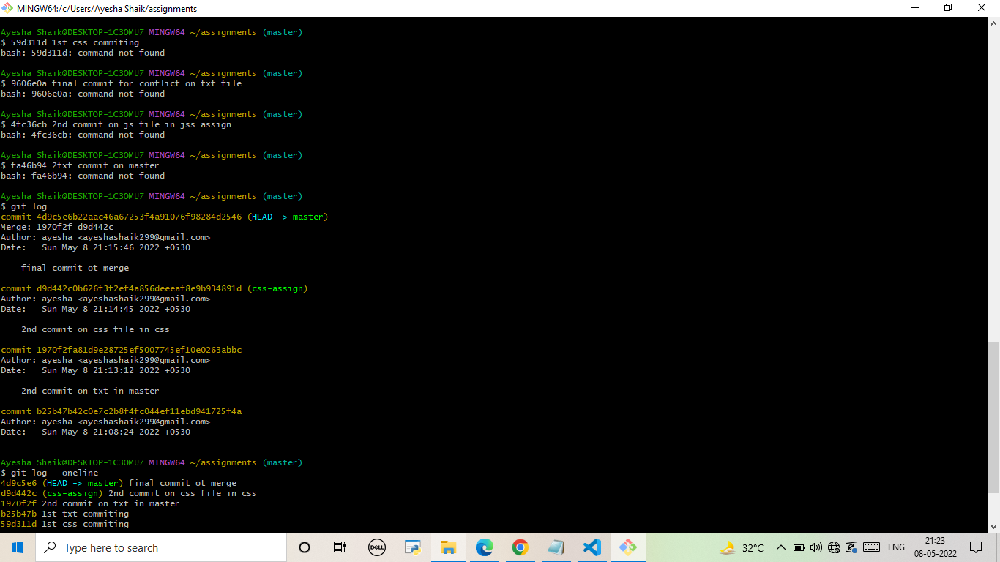 MINGW64:/c/Users/Ayesha Shaik/assignments
Ayesha Shaik@DESKTOP-1C3OMU7 MINGW64 ~/assignments (master)
$ 59d311d 1st css commiting
bash: 59d311d: command not found
Ayesha Shaik@DESKTOP-1C3OMU7 MINGW64 ~/assignments (master)
$ 9606e0a final commit for conflict on txt file
bash: 9606e0a: command not found
Ayesha Shaik@DESKTOP-1C3OMU7 MINGW64 ~/assignments (master)
$ 4fc36cb 2nd commit on js file in jss assign
bash: 4fc36cb: command not found
Ayesha Shaik@DESKTOP-1C3OMU7 MINGW64 ~/assignments (master)
$ fa46b94 2txt commit on master
bash: fa46b94: command not found
Ayesha Shaik@DESKTOP-1C3OMU7 MINGW64 ~/assignments (master)
$ git log
commit 4d9c5e6b22aac46a67253f4a91076f98284d2546 (HEAD -> master)
Merge: 1970f2f d9d442c
Author: ayesha <ayeshashaik299@gmail.com>
Date:   Sun May 8 21:15:46 2022 +0530
final commit ot merge
commit d9d442c0b626f3f2ef4a856deeeaf8e9b934891d (css-assign)
Author: ayesha <ayeshashaik299@gmail.com>
Date:   Sun May 8 21:14:45 2022 +0530
2nd commit on css file in css
commit 1970f2fa81d9e28725ef5007745ef10e0263abbc
Author: ayesha <ayeshashaik299@gmail.com>
Date:   Sun May 8 21:13:12 2022 +0530
2nd commit on txt in master
commit b25b47b42c0e7c2b8f4fc044ef11ebd941725f4a
Author: ayesha <ayeshashaik299@gmail.com>
Date:   Sun May 8 21:08:24 2022 +0530
Ayesha Shaik@DESKTOP-1C3OMU7 MINGW64 ~/assignments (master)
$ git log --oneline
4d9c5e6 (HEAD -> master) final commit ot merge
d9d442c (css-assign) 2nd commit on css file in css
1970f2f 2nd commit on txt in master
b25b47b 1st txt commiting
59d311d 1st css commiting
Type here to search
DELL
32°C
ENG
21:23
08-05-2022